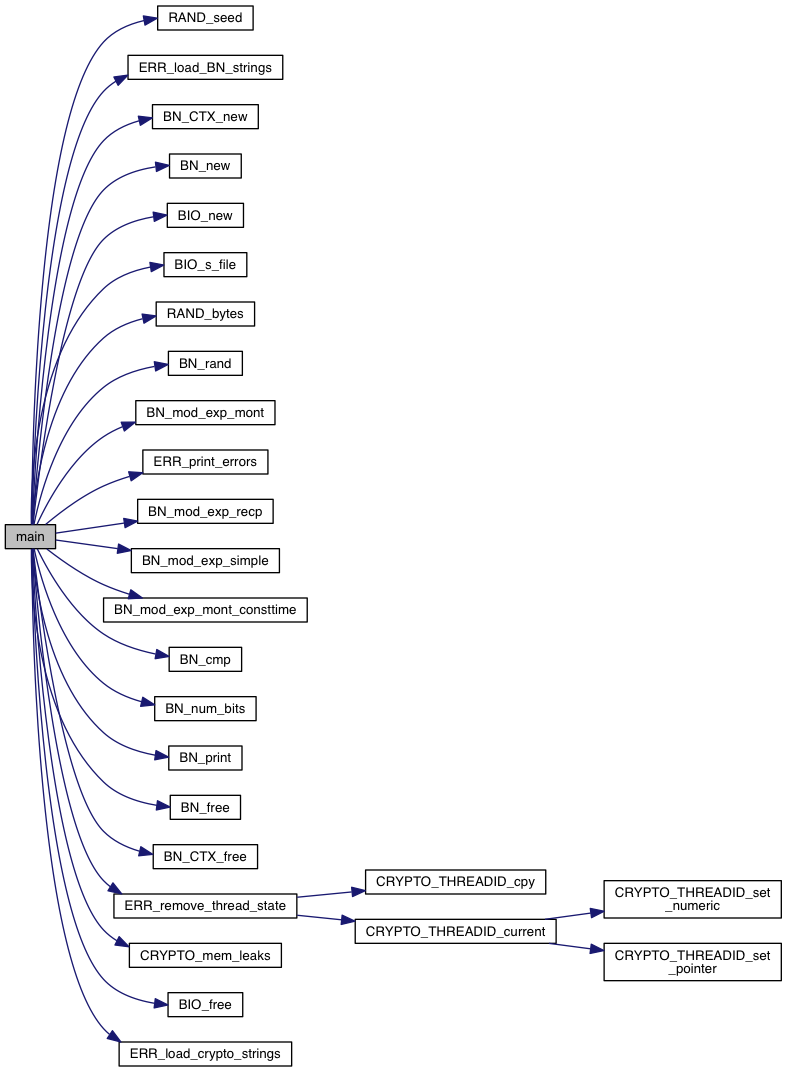 RAND_seed
ERR_load_BN_strings
BN_CTX_new
BN_new
BIO_new
BIO_s_file
RAND_bytes
BN_rand
BN_mod_exp_mont
ERR_print_errors
BN_mod_exp_recp
main
BN_mod_exp_simple
BN_mod_exp_mont_consttime
BN_cmp
BN_num_bits
BN_print
BN_free
BN_CTX_free
ERR_remove_thread_state
CRYPTO_THREADID_cpy
CRYPTO_THREADID_current
CRYPTO_THREADID_set
_numeric
CRYPTO_THREADID_set
_pointer
CRYPTO_mem_leaks
BIO_free
ERR_load_crypto_strings